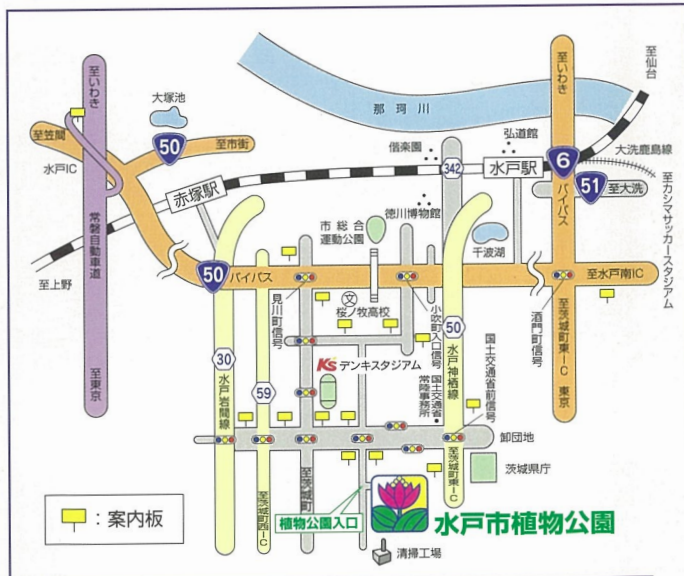 至いわき
至いわき
至仙台
大塚池
那珂川
至笠間
50
至市街
水戸IC
偕楽園
弘道館
342
水戸駅
6
大洗鹿島線
51
至大洗
バイパス
赤塚駅
徳川博物館
市総合
運動公園
千波湖
至カシマサッカースタジアム
常磐自動車道
至上野
50
バイパス
至水戸南IC
見川町信号
文
桜ノ牧高校
小吹町入口信号
50
国土交通省前信号
酒門町信号
至茨城町東IC
東京
K's デンキスタジアム
30
水戸岩間線
59
水戸神栖線
国土交通省
常陸事務所
至東京
卸団地
至茨城町西IC
至茨城町
至茨城町東IC
茨城県庁
植物公園入口
水戸市植物公園
清掃工場
:案内板